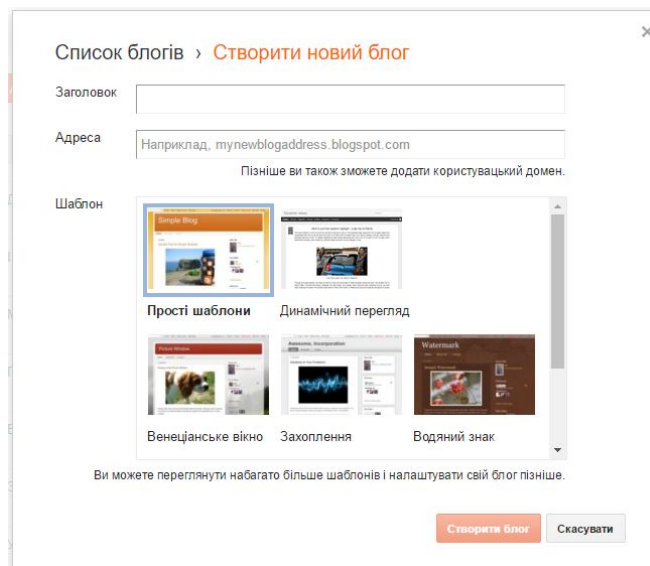 Список блогів › Створити новий блог
Заголовок
Адреса
Наприклад, mynewblogaddress.blogspot.com
Пізніше ви також зможете додати користувацький домен.
Шаблон
Simple Blog
Прості шаблони
Динамічний перегляд
Picture Window
Awesome, Incorporation
Watermark
Венеціанське вікно
Захоплення
Водяний знак
Ви можете переглянути набагато більше шаблонів і налаштувати свій блог пізніше.
Створити блог
Скасувати